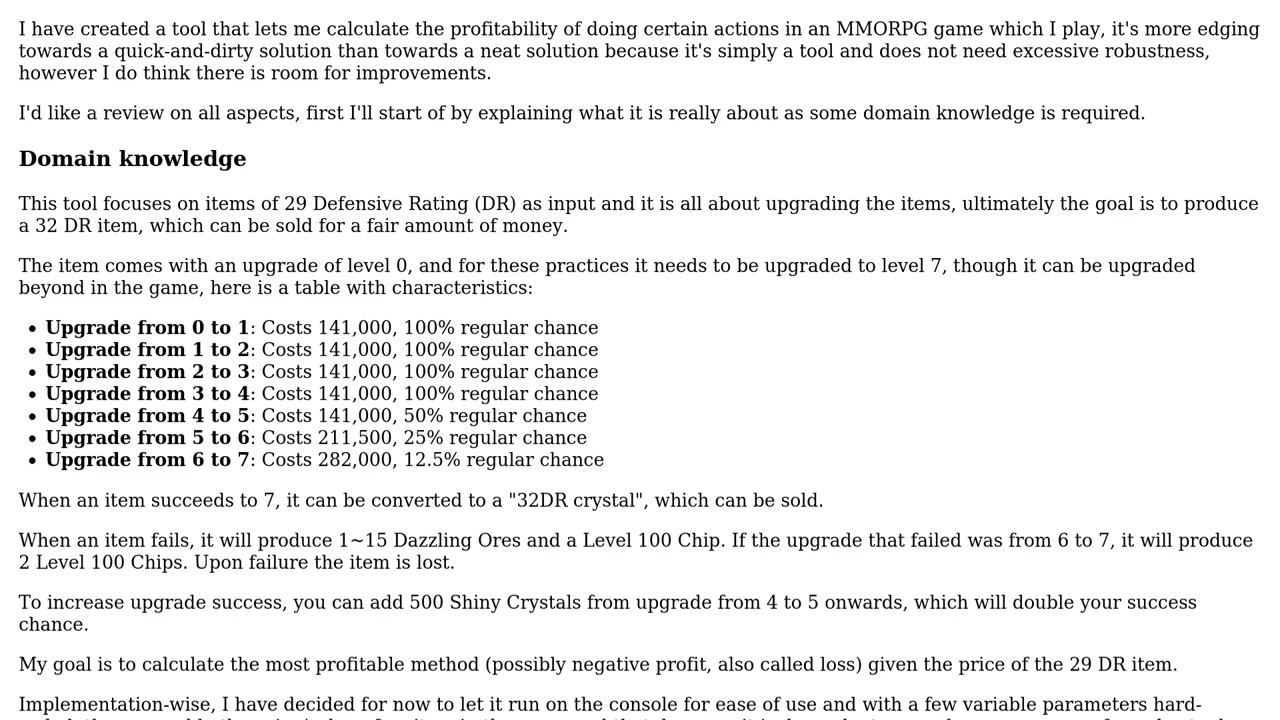 I have created a tool that lets me calculate the profitability of doing certain actions in an MMORPG game which I play, it's more edging
towards a quick-and-dirty solution than towards a neat solution because it's simply a tool and does not need excessive robustness,
however I do think there is room for improvements.
I'd like a review on all aspects, first I'll start of by explaining what it is really about as some domain knowledge is required.
Domain knowledge
This tool focuses on items of 29 Defensive Rating (DR) as input and it is all about upgrading the items, ultimately the goal is to produce
a 32 DR item, which can be sold for a fair amount of money.
The item comes with an upgrade of level 0, and for these practices it needs to be upgraded to level 7, though it can be upgraded
beyond in the game, here is a table with characteristics:
• Upgrade from 0 to 1: Costs 141,000, 100% regular chance
• Upgrade from 1 to 2: Costs 141,000, 100% regular chance
• Upgrade from 2 to 3: Costs 141,000, 100% regular chance
• Upgrade from 3 to 4: Costs 141,000, 100% regular chance
• Upgrade from 4 to 5: Costs 141,000, 50% regular chance
• Upgrade from 5 to 6: Costs 211,500, 25% regular chance
• Upgrade from 6 to 7: Costs 282,000, 12.5% regular chance
When an item succeeds to 7, it can be converted to a "32DR crystal", which can be sold.
When an item fails, it will produce 1~15 Dazzling Ores and a Level 100 Chip. If the upgrade that failed was from 6 to 7, it will produce
2 Level 100 Chips. Upon failure the item is lost.
To increase upgrade success, you can add 500 Shiny Crystals from upgrade from 4 to 5 onwards, which will double your success
chance.
My goal is to calculate the most profitable method (possibly negative profit, also called loss) given the price of the 29 DR item.
Implementation-wise, I have decided for now to let it run on the console for ease of use and with a few variable parameters hard-